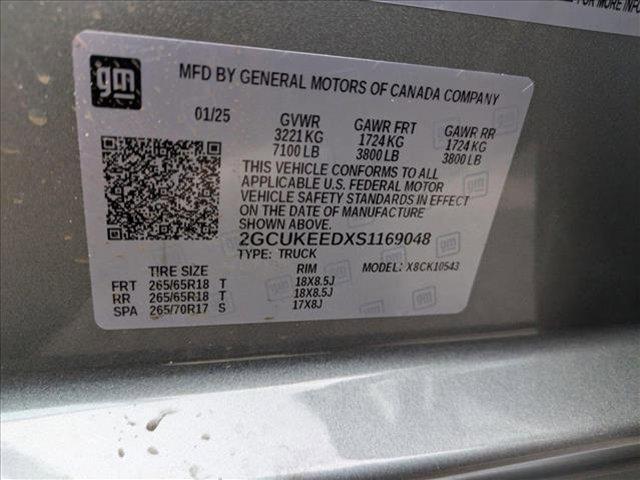 FOR MORE INFO
gm
MFD BY GENERAL MOTORS OF CANADA COMPANY
01/25 GVWR GAWR FRT GAWR RR
3221 KG 1724 KG 1724 KG
7100 LB 3800 LB 3800 LB
THIS VEHICLE CONFORMS TO ALL
APPLICABLE U.S. FEDERAL MOTOR
VEHICLE SAFETY STANDARDS IN EFFECT
ON THE DATE OF MANUFACTURE
SHOWN ABOVE.
2GCUKEEDXS1169048
TYPE: TRUCK MODEL: X8CK10543
TIRE SIZE RIM
FRT 265/65R18 T 18X8.5J
RR 265/65R18 T 18X8.5J
SPA 265/70R17 S 17X8J